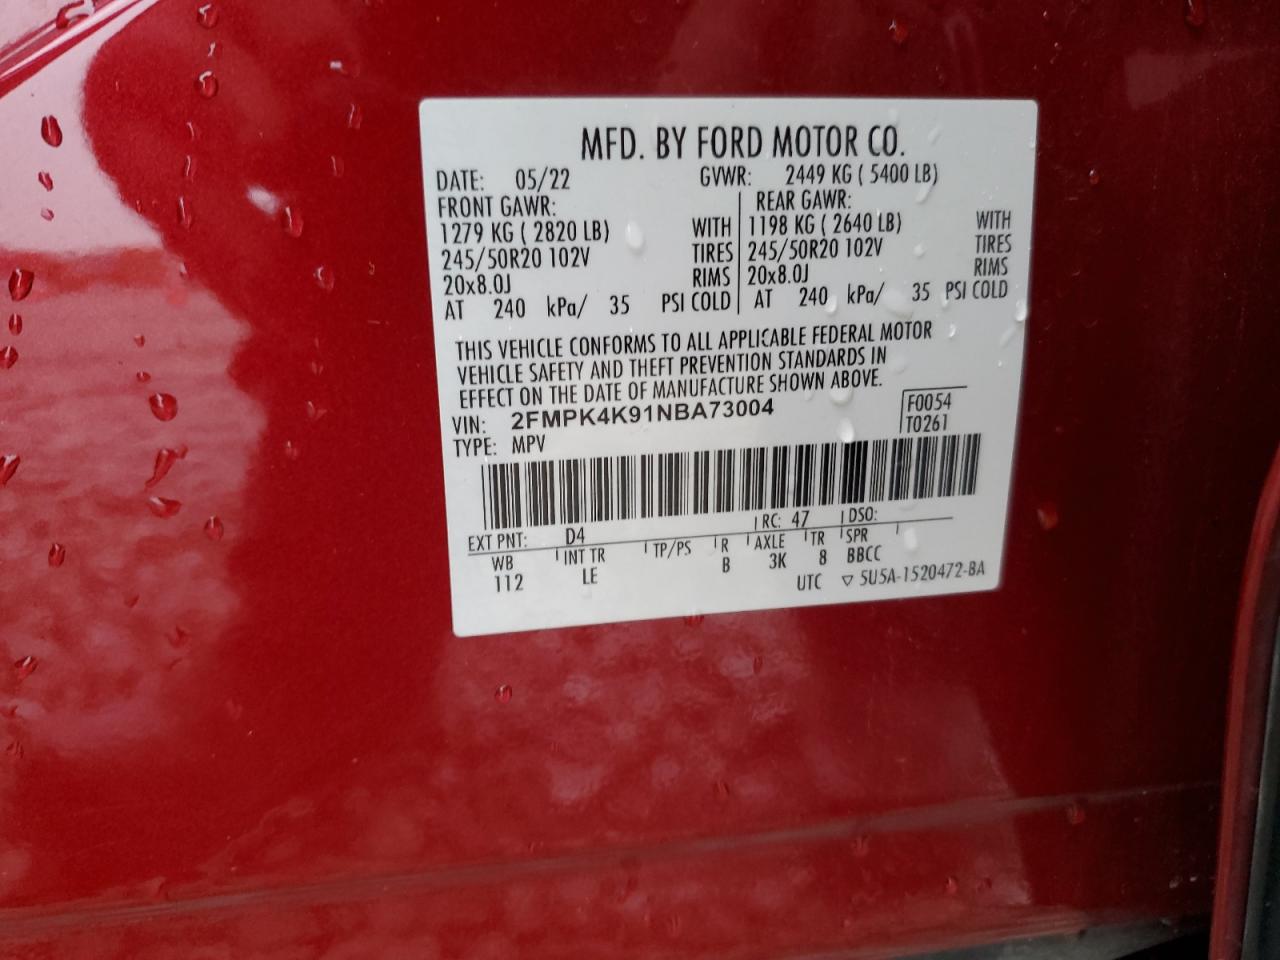 MFD. BY FORD MOTOR CO.
DATE: 05/22 GVWR: 2449 KG ( 5400 LB)
FRONT GAWR: REAR GAWR:
1279 KG ( 2820 LB) WITH 1198 KG ( 2640 LB) WITH
245/50R20 102V TIRES 245/50R20 102V TIRES
20x8.0J RIMS 20x8.0J RIMS
AT 240 kPa/ 35 PSI COLD AT 240 kPa/ 35 PSI COLD
THIS VEHICLE CONFORMS TO ALL APPLICABLE FEDERAL MOTOR
VEHICLE SAFETY AND THEFT PREVENTION STANDARDS IN
EFFECT ON THE DATE OF MANUFACTURE SHOWN ABOVE.
VIN: 2FMPK4K91NBA73004 F0054
TYPE: MPV T0261
EXT PNT: D4 RC: 47 DSO:
WB INT TR TP/PS R AXLE TR SPR
112 LE B 3K 8 BBCC
UTC ▽ 5U5A-1520472-BA